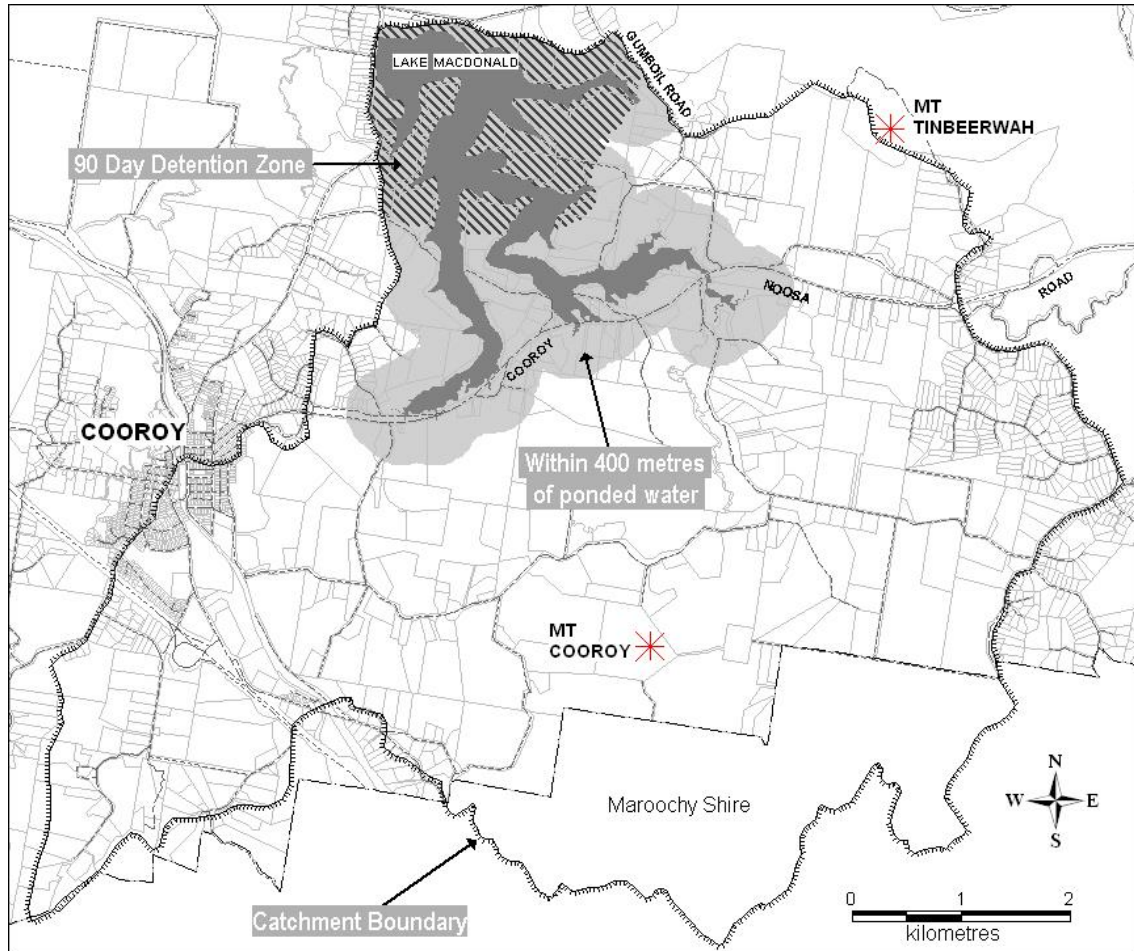 LAKE MACDONALD
GUMBOIL ROAD
MT
TINBEERWAH
90 Day Detention Zone
NOOSA
ROAD
COOROY
COOROY
Within 400 metres
of ponded water
MT
COOROY
N
W E
S
Maroochy Shire
Catchment Boundary
0 1 2
kilometres